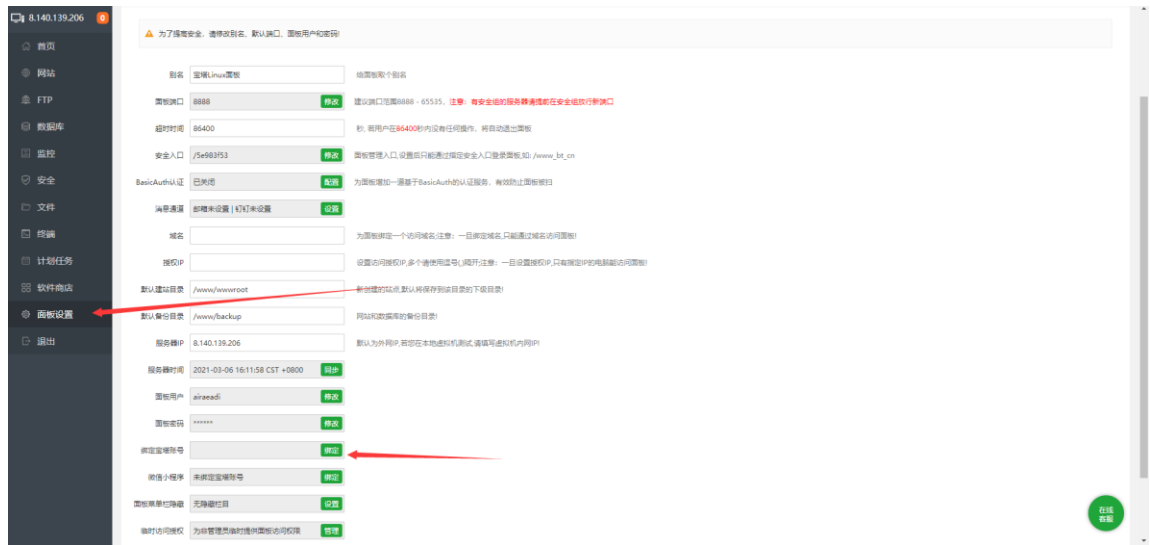 8.140.139.206 0
首页
网站
FTP
数据库
监控
安全
文件
终端
计划任务
软件商店
面板设置
退出
为了提高安全，请修改别名、默认端口、面板用户和密码!
别名 宝塔Linux面板 给面板取个别名
面板端口 8888 修改 建议端口范围8888 - 65535，注意：有安全组的服务器请提前在安全组放行新端口
超时时间 86400 秒, 若用户在86400秒内没有任何操作，将自动退出面板
安全入口 /5e983f53 修改 面板管理入口,设置后只能通过指定安全入口登录面板,如: /www_bt_cn
BasicAuth认证 已关闭 配置 为面板增加一道基于BasicAuth的认证服务，有效防止面板被扫
消息通道 邮箱未设置 | 钉钉未设置 设置
域名 为面板绑定一个访问域名;注意：一旦绑定域名,只能通过域名访问面板!
授权IP 设置访问授权IP,多个请使用逗号(,)隔开;注意：一旦设置授权IP,只有指定IP的电脑能访问面板!
默认建站目录 /www/wwwroot 新创建的站点,默认将保存到该目录的下级目录!
默认备份目录 /www/backup 网站和数据库的备份目录!
服务器IP 8.140.139.206 默认为外网IP,若您在本地虚拟机测试,请填写虚拟机内网IP!
服务器时间 2021-03-06 16:11:58 CST +0800 同步
面板用户 airaeadi 修改
面板密码 ****** 修改
绑定宝塔账号 绑定
微信小程序 未绑定宝塔账号 绑定
面板菜单栏隐藏 无隐藏栏目 设置
临时访问授权 为非管理员临时提供面板访问权限 管理
在线
客服